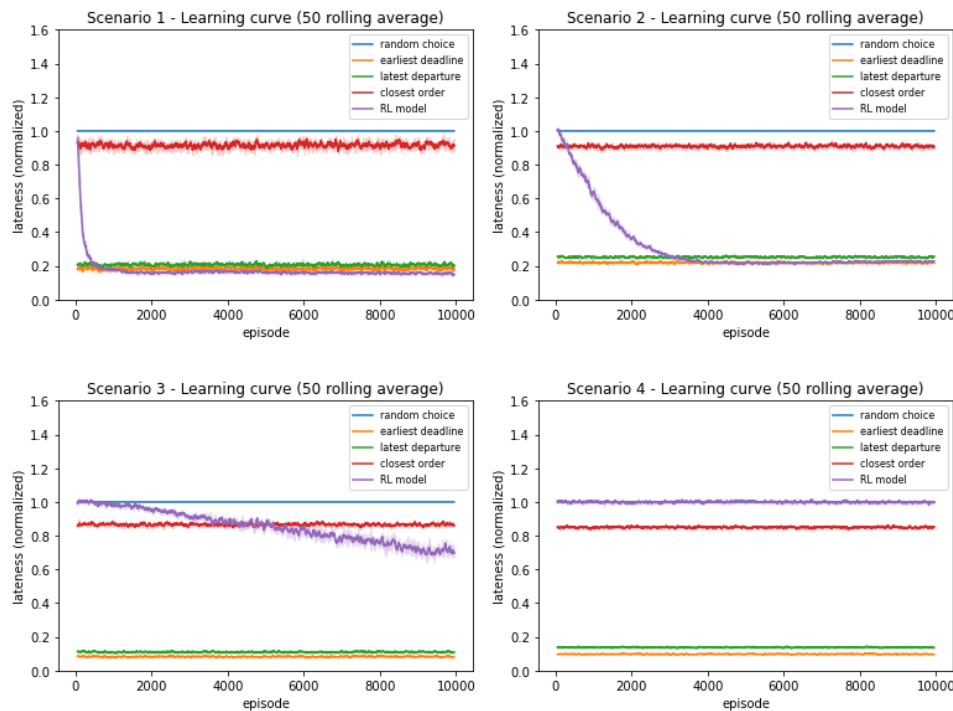 Scenario 1 - Learning curve (50 rolling average)
1.6
1.4
1.2
1.0
0.8
0.6
0.4
0.2
0.0
lateness (normalized)
random choice
earliest deadline
latest departure
closest order
RL model
0
2000
4000
6000
8000
10000
episode
Scenario 2 - Learning curve (50 rolling average)
1.6
1.4
1.2
1.0
0.8
0.6
0.4
0.2
0.0
lateness (normalized)
random choice
earliest deadline
latest departure
closest order
RL model
0
2000
4000
6000
8000
10000
episode
Scenario 3 - Learning curve (50 rolling average)
1.6
1.4
1.2
1.0
0.8
0.6
0.4
0.2
0.0
lateness (normalized)
random choice
earliest deadline
latest departure
closest order
RL model
0
2000
4000
6000
8000
10000
episode
Scenario 4 - Learning curve (50 rolling average)
1.6
1.4
1.2
1.0
0.8
0.6
0.4
0.2
0.0
lateness (normalized)
random choice
earliest deadline
latest departure
closest order
RL model
0
2000
4000
6000
8000
10000
episode